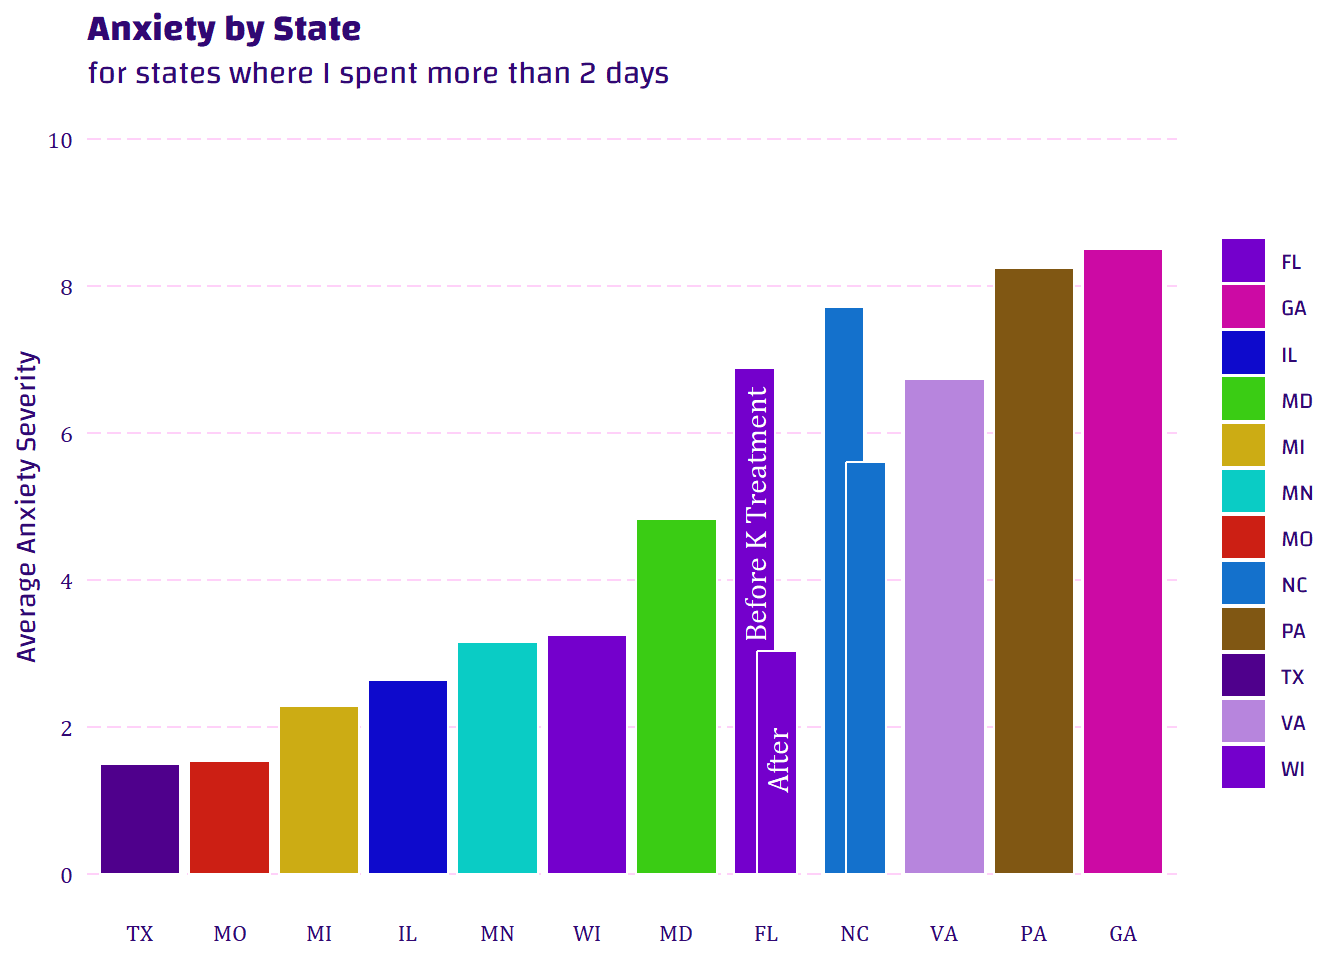 Anxiety by State
for states where I spent more than 2 days
Average Anxiety Severity
10
8
6
4
2
0
Before K Treatment
After
TX MO MI IL MN WI MD FL NC VA PA GA
FL
GA
IL
MD
MI
MN
MO
NC
PA
TX
VA
WI